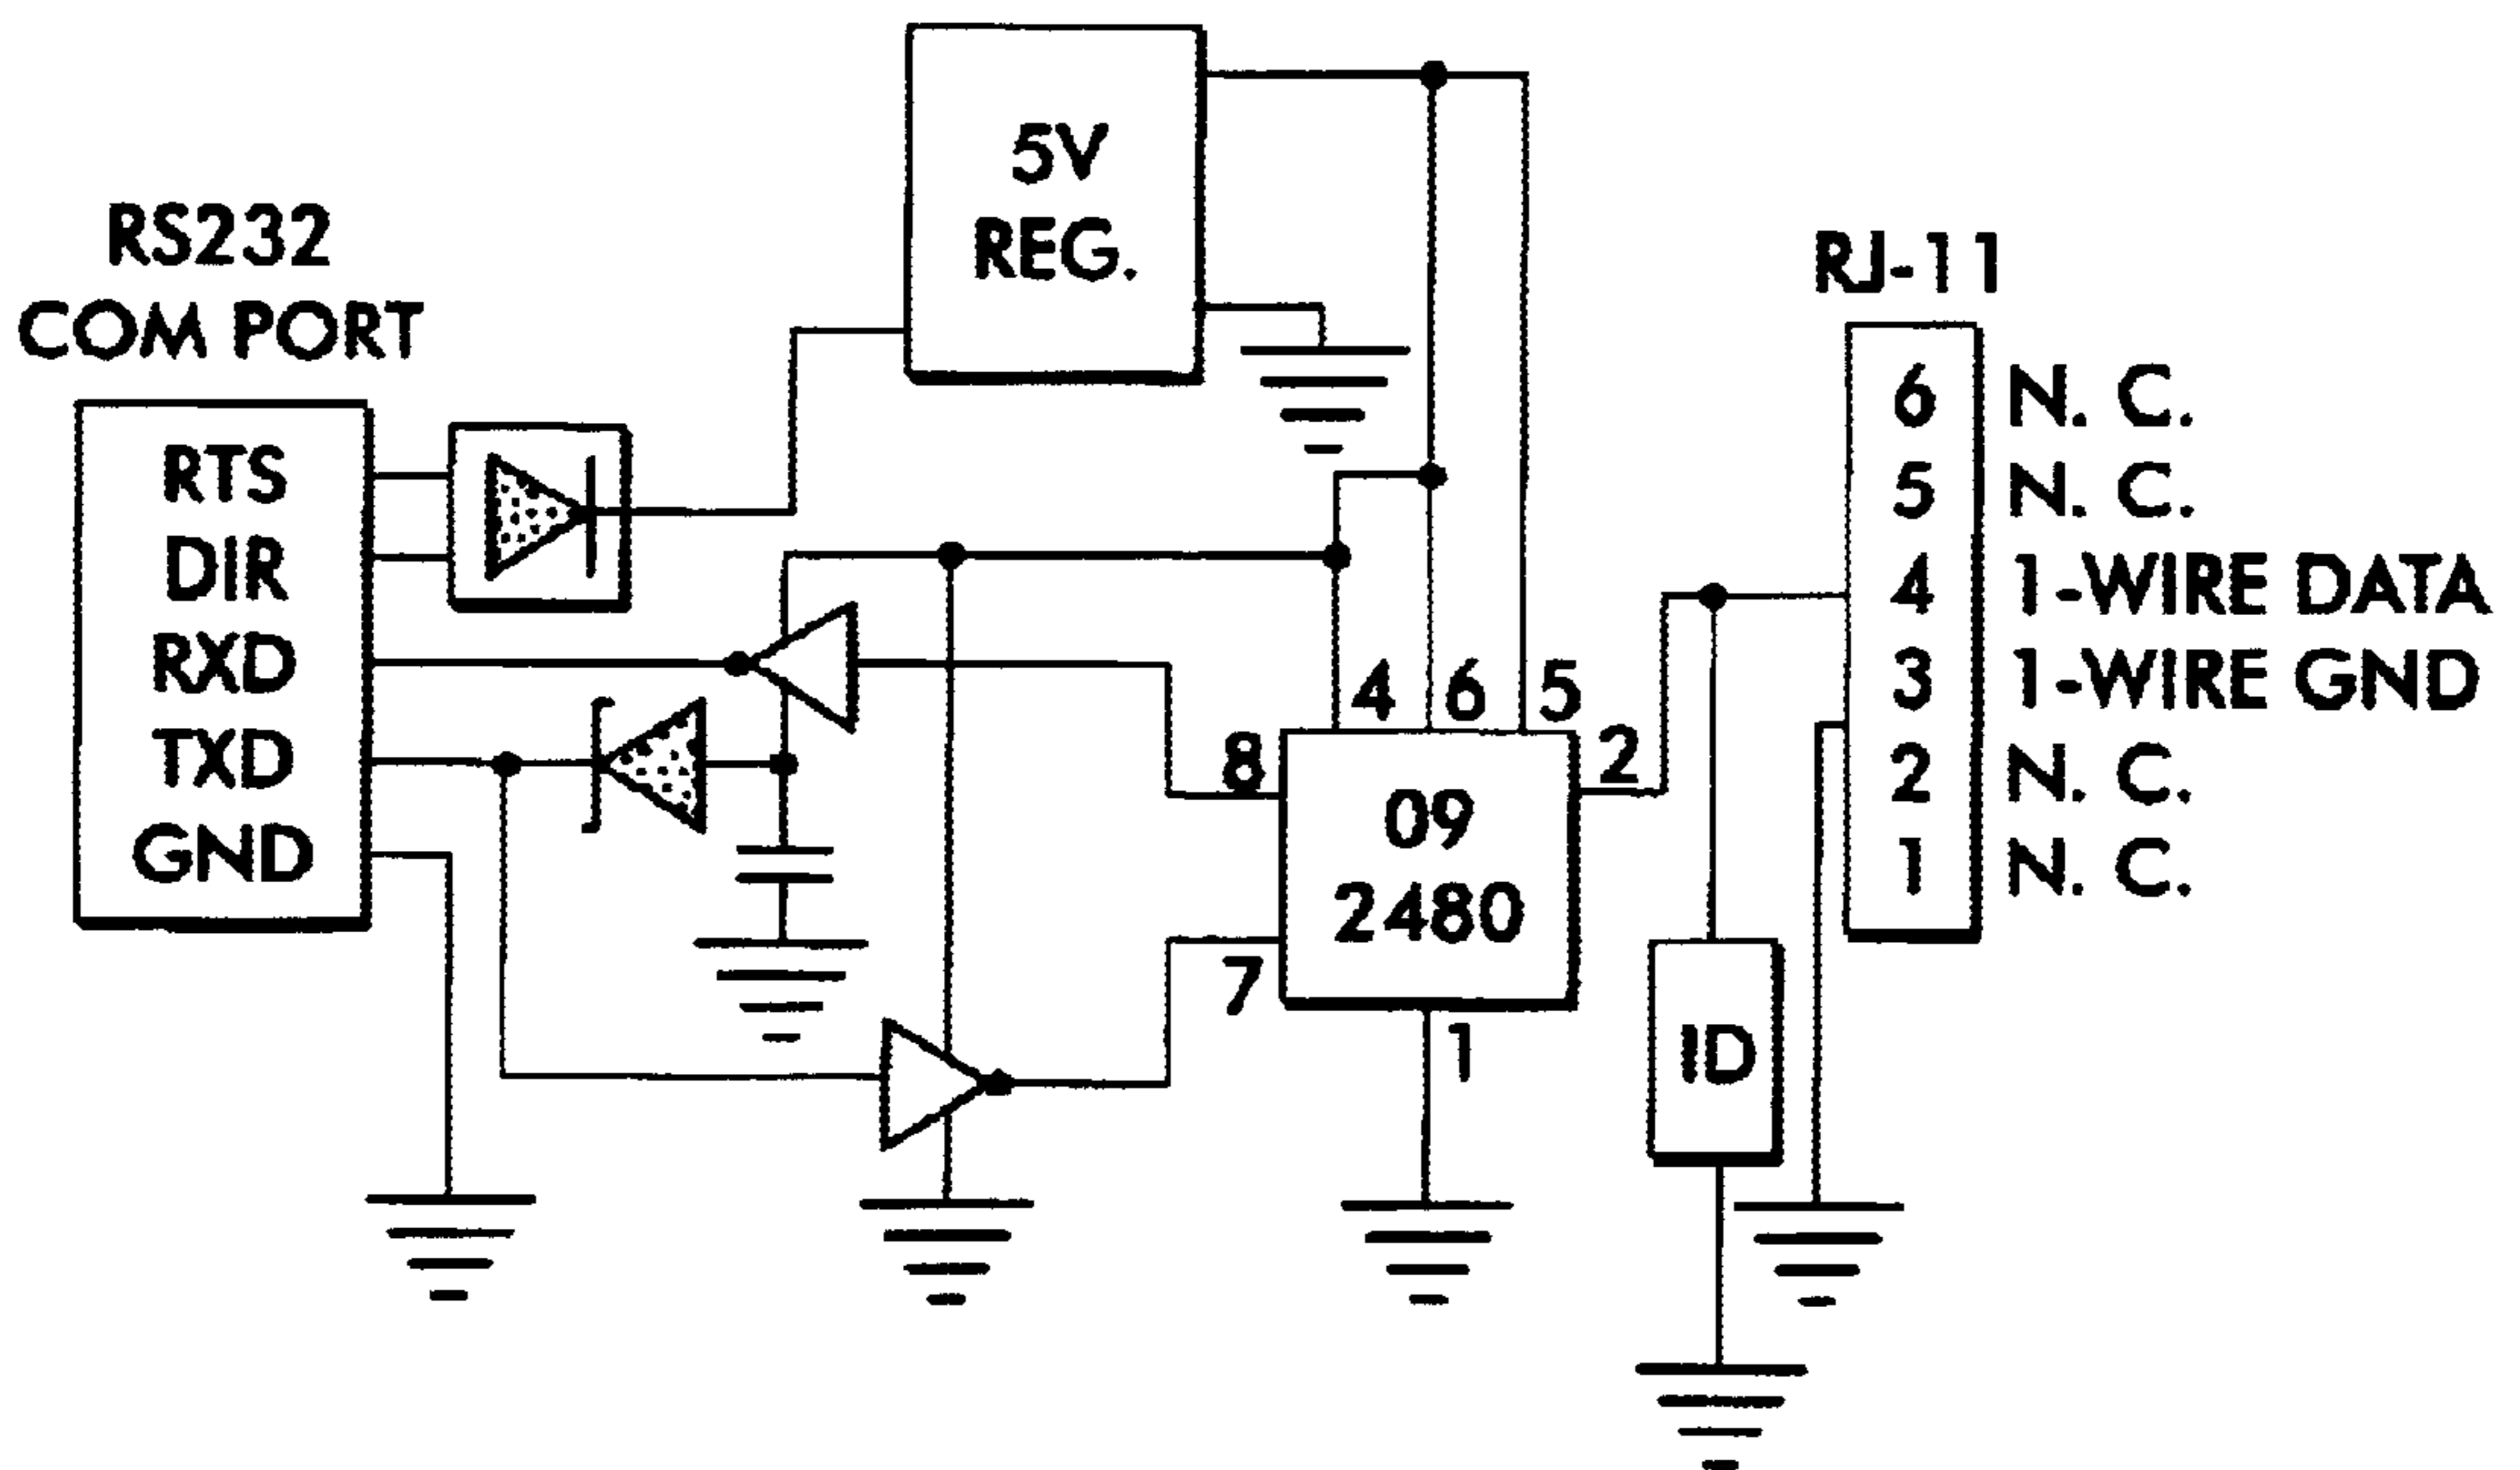 RS232
COM PORT
RTS
DIR
RXD
TXD
GND
5V
REG.
4 6 5
8
2
09
2480
7
1
ID
RJ-11
6 N. C.
5 N. C.
4 1-WIRE DATA
3 1-WIRE GND
2 N. C.
1 N. C.